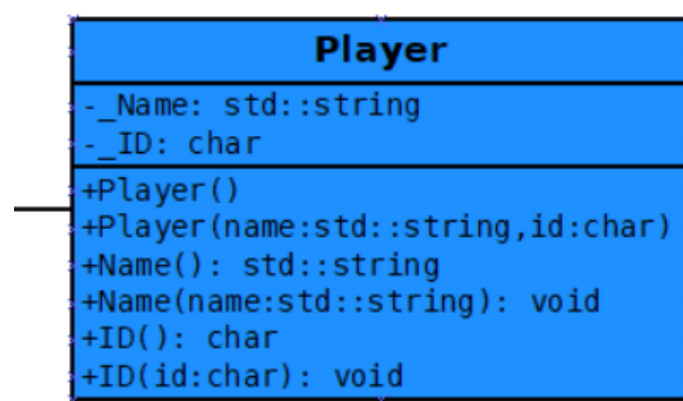 Player
-_Name: std::string
-_ID: char
+Player()
+Player(name:std::string,id:char)
+Name(): std::string
+Name(name:std::string): void
+ID(): char
+ID(id:char): void